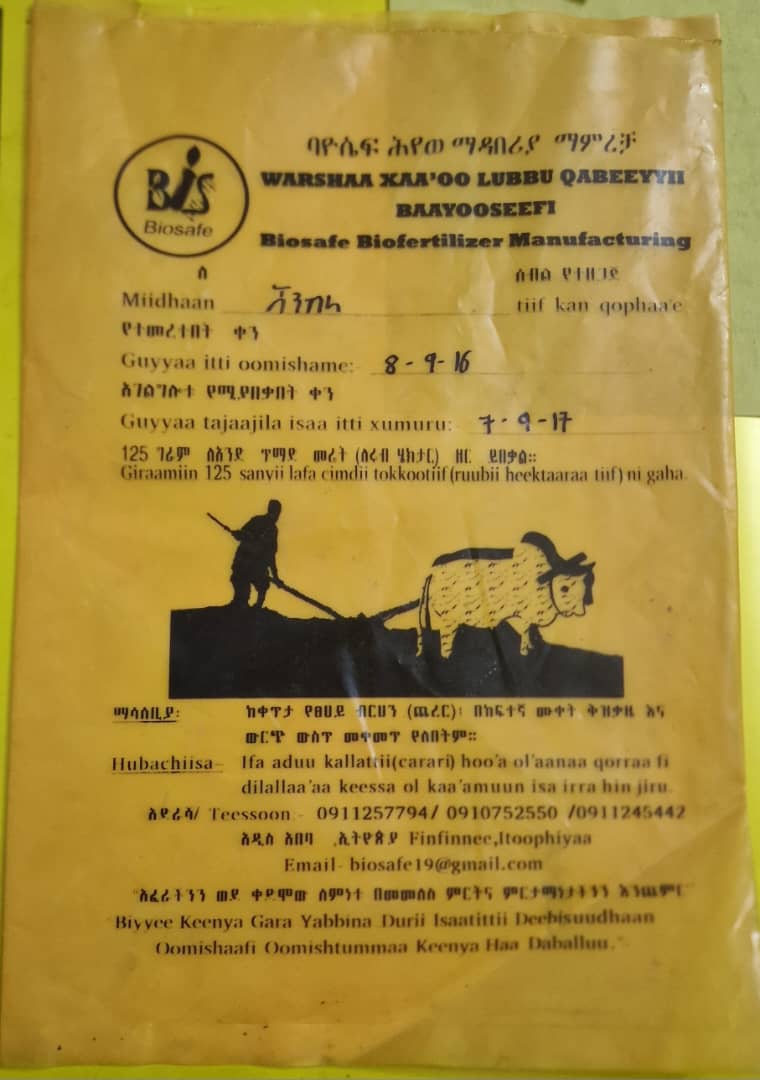 BIS
Biosafe
ባዮሴፍ ሕያው ማዳበሪያ ማምረቻ
WARSHAA XAA'OO LUBBU QABEEYYII
BAAYOOSEEFI
Biosafe Biofertilizer Manufacturing
ለ ሰብል የተዘጋጀ
Miidhaan tiif kan qophaa'e
የተመረተበት ቀን
Guyyaa itti oomishame:- 8-9-16
አገልግሎቱ የሚያበቃበት ቀን
Guyyaa tajaajila isaa itti xumuru: 7-9-17
125 ግራም ለአንድ ጥማድ መሬት (ለሩብ ሄክታር) ዘር ይበቃል፡፡
Giraamiin 125 sanyii lafa cimdii tokkootiif (ruubii heektaaraa tiif) ni gaha.
ማሳሰቢያ፡ ከቀጥታ የፀሀይ ብርሀን (ጨረር)፣ በከፍተኛ ሙቀት ቅዝቃዜ እና
ውርጭ ውስጥ መቀመጥ የለበትም፡፡
Hubachiisa- Ifa aduu kallattii(carari) hoo'a ol'aanaa qorraa fi
dilallaa'aa keessa ol kaa'amuun isa irra hin jiru.
አድራሻ/ Teessoon:- 0911257794/ 0910752550 /0911245442
አዲስ አበባ ,ኢትዮጵያ Finfinnee,Itoophiyaa
Email- biosafe19@gmail.com
"አፈራችንን ወደ ቀድሞው ለምነት በመመለስ ምርትና ምርታማነታችንን እንጨምር"
"Biyyee Keenya Gara Yabbina Durii Isaatittii Deebisuudhaan
Oomishaafi Oomishtummaa Keenya Haa Daballuu."